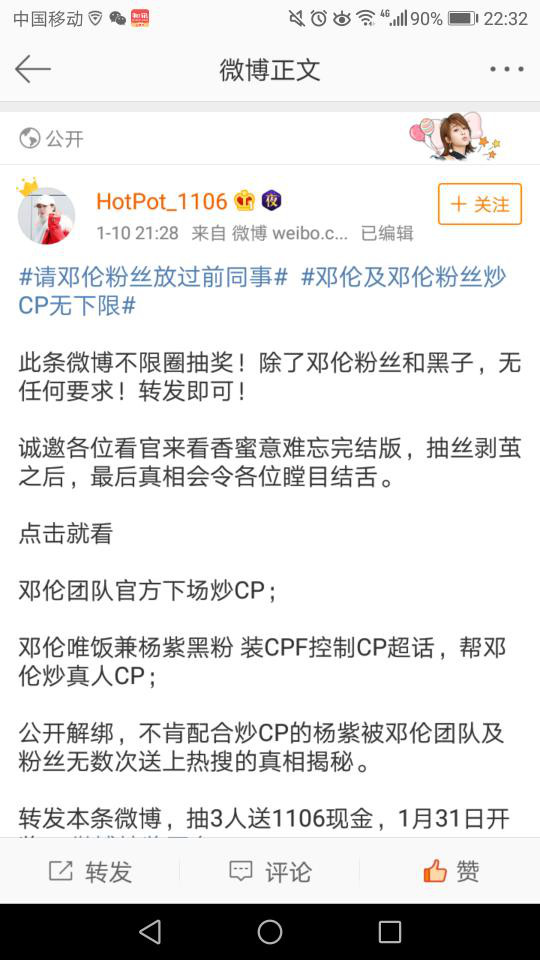 中国移动 4G 90% 22:32
微博正文
公开
HotPot_1106 夜
+ 关注
1-10 21:28 来自 微博 weibo.c... 已编辑
#请邓伦粉丝放过前同事# #邓伦及邓伦粉丝炒
CP无下限#
此条微博不限圈抽奖！除了邓伦粉丝和黑子，无
任何要求！转发即可！
诚邀各位看官来看香蜜意难忘完结版，抽丝剥茧
之后，最后真相会令各位瞠目结舌。
点击就看
邓伦团队官方下场炒CP；
邓伦唯饭兼杨紫黑粉 装CPF控制CP超话，帮邓
伦炒真人CP；
公开解绑，不肯配合炒CP的杨紫被邓伦团队及
粉丝无数次送上热搜的真相揭秘。
转发本条微博，抽3人送1106现金，1月31日开
转发 评论 赞